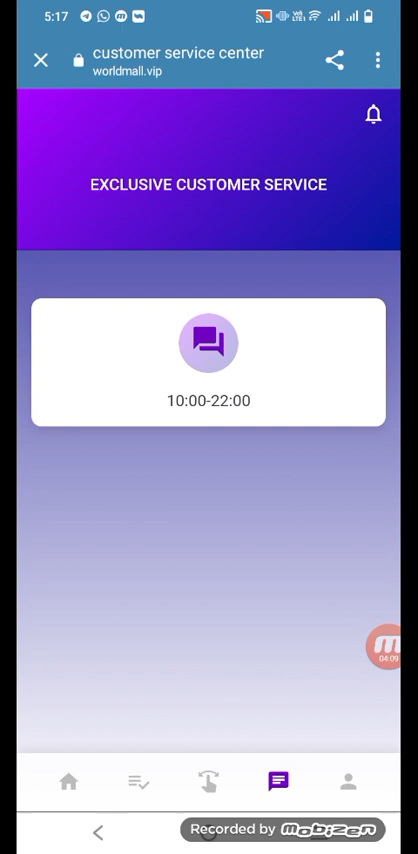 5:17
customer service center
worldmall.vip
EXCLUSIVE CUSTOMER SERVICE
10:00-22:00
04:09
Recorded by mobizen